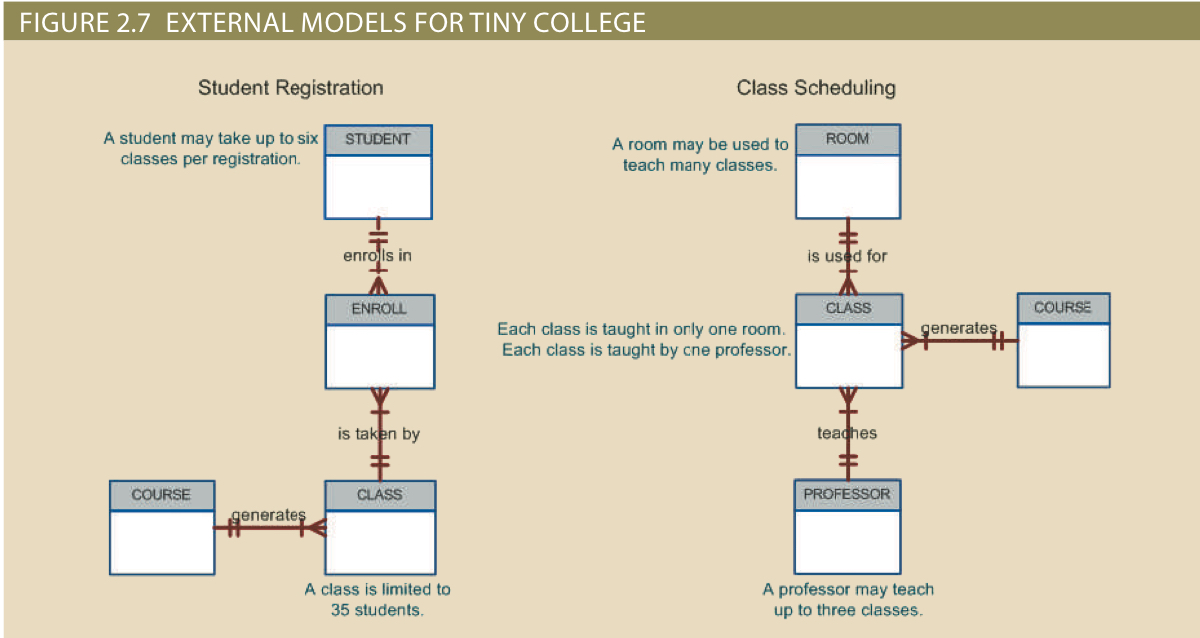 FIGURE 2.7 EXTERNAL MODELS FOR TINY COLLEGE
Student Registration
A student may take up to six
classes per registration.
STUDENT
enrolls in
ENROLL
is taken by
COURSE
generates
CLASS
A class is limited to
35 students.
Class Scheduling
A room may be used to
teach many classes.
ROOM
is used for
Each class is taught in only one room.
Each class is taught by one professor.
CLASS
generates
COURSE
teaches
PROFESSOR
A professor may teach
up to three classes.